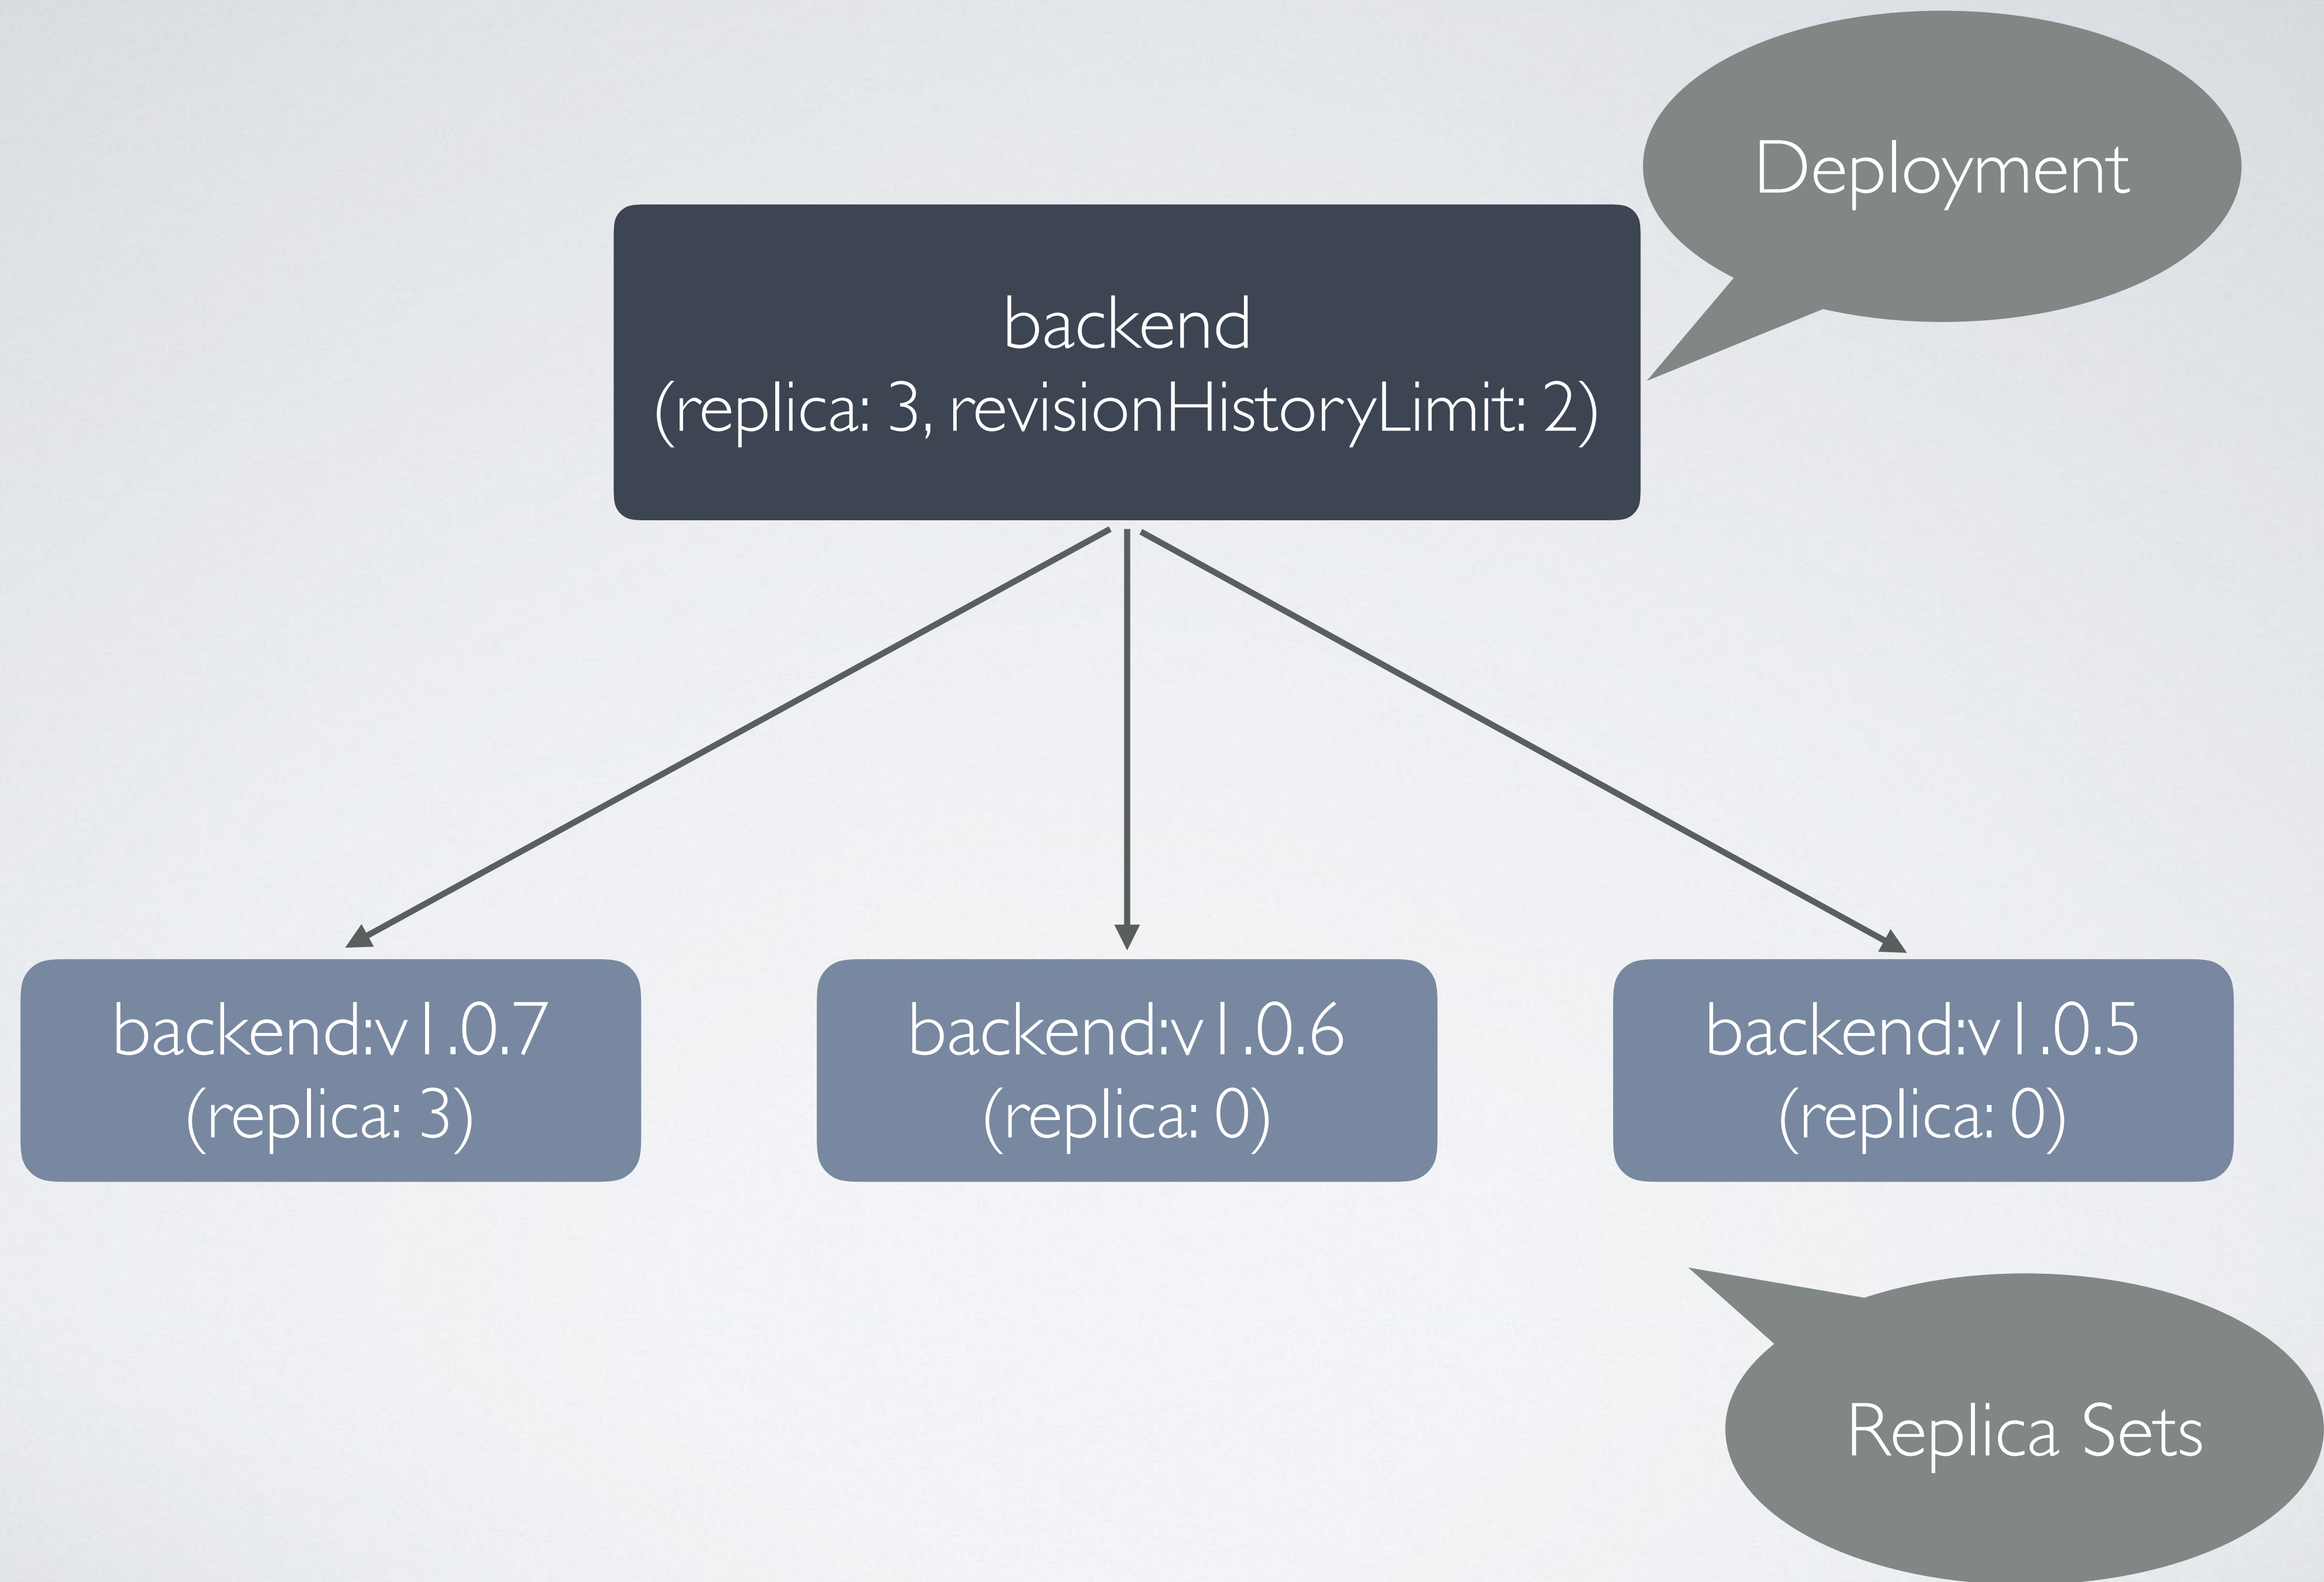 Deployment
backend
(replica: 3, revisionHistoryLimit: 2)
backend:v1.0.7
(replica: 3)
backend:v1.0.6
(replica: 0)
backend:v1.0.5
(replica: 0)
Replica Sets